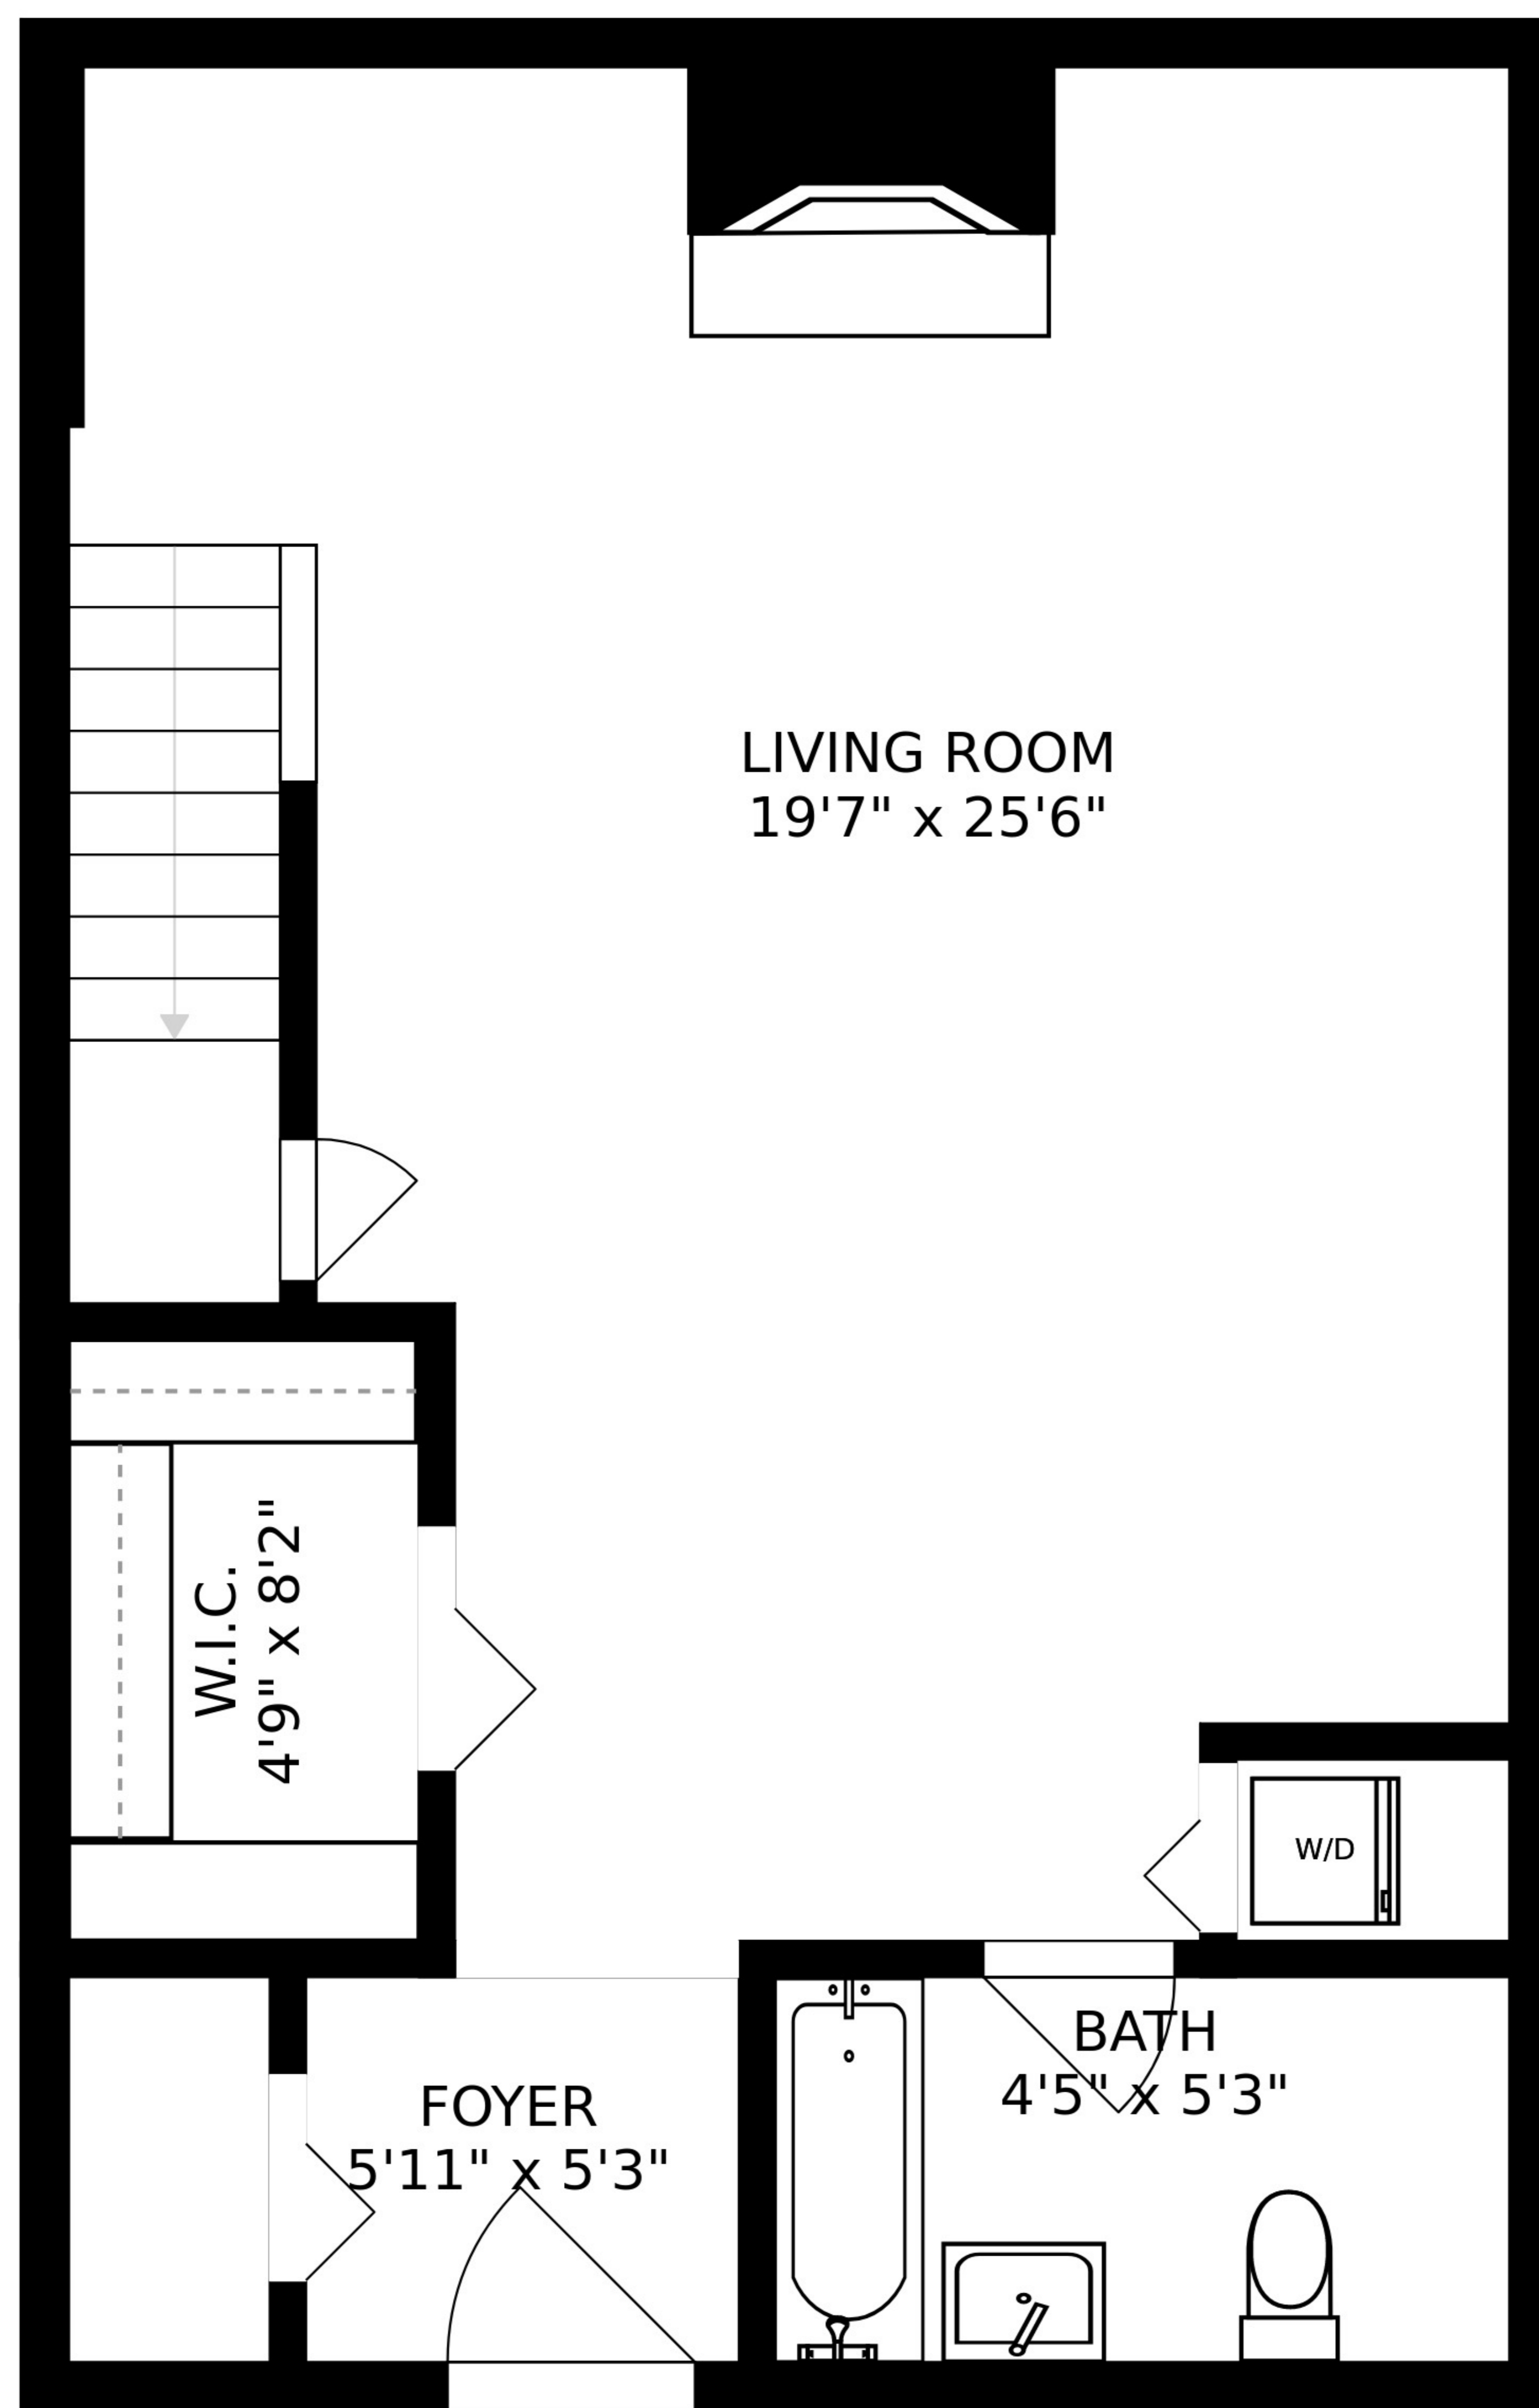 LIVING ROOM
19'7" x 25'6"
W.I.C.
4'9" x 8'2"
W/D
BATH
4'5" x 5'3"
FOYER
5'11" x 5'3"